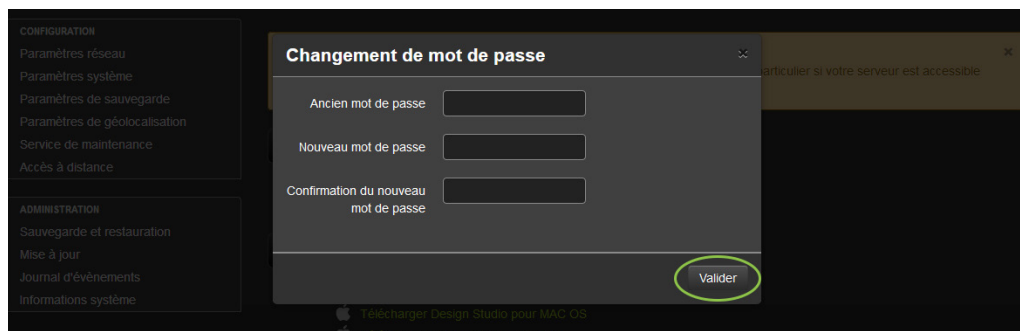 CONFIGURATION
Paramètres réseau
Paramètres système
Paramètres de sauvegarde
Paramètres de géolocalisation
Service de maintenance
Accès à distance
ADMINISTRATION
Sauvegarde et restauration
Mise à jour
Journal d'évènements
Informations système
Changement de mot de passe ×
×
articulier si votre serveur est accessible
Ancien mot de passe
Nouveau mot de passe
Confirmation du nouveau
mot de passe
Valider
Télécharger Design Studio pour MAC OS